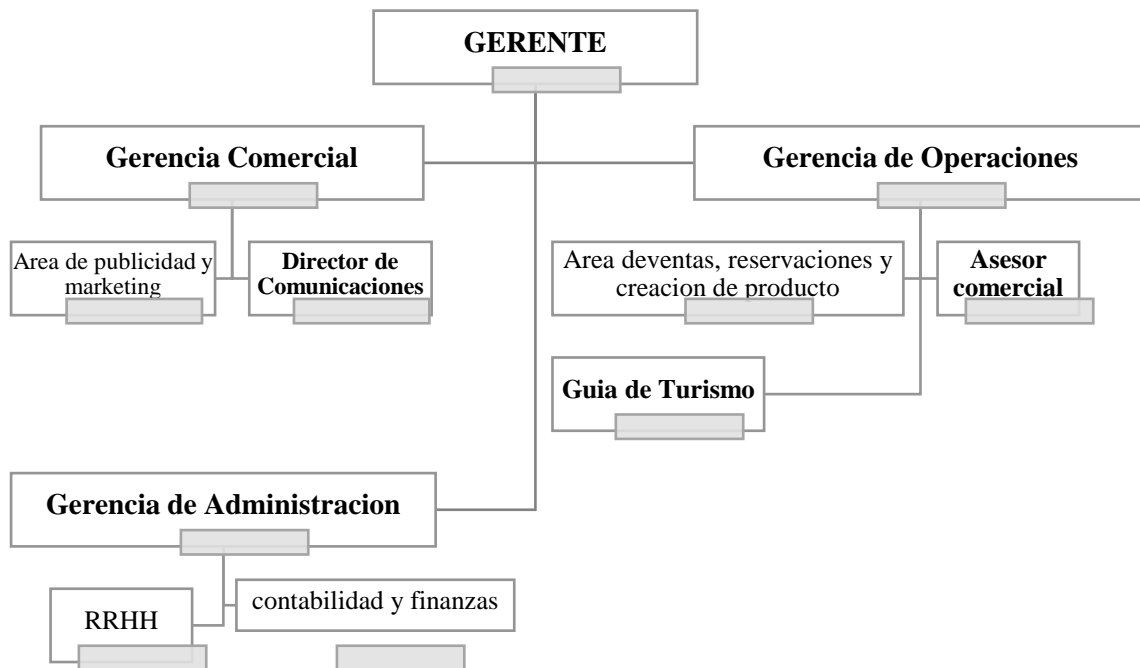 GERENTE
Gerencia Comercial
Gerencia de Operaciones
Area de publicidad y
marketing
Director de
Comunicaciones
Area deventas, reservaciones y
creacion de producto
Asesor
comercial
Guia de Turismo
Gerencia de Administracion
RRHH
contabilidad y finanzas